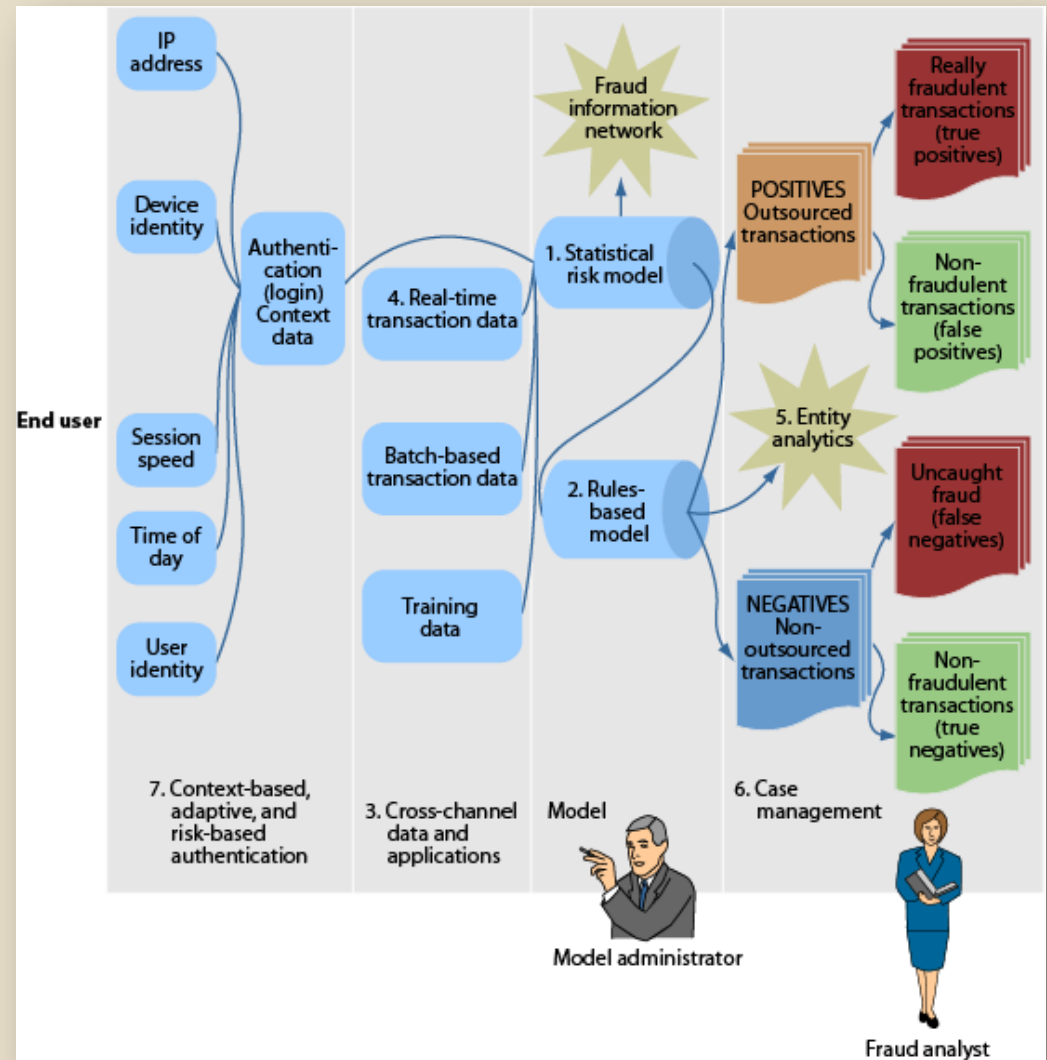 IP
address
Device
identity
Authenti-
cation
(login)
Context
data
End user
Session
speed
Time of
day
User
identity
7. Context-based,
adaptive, and
risk-based
authentication
4. Real-time
transaction data
Batch-based
transaction data
Training
data
3. Cross-channel
data and
applications
Fraud
information
network
1. Statistical
risk model
2. Rules-
based
model
Model
Model administrator
POSITIVES
Outsourced
transactions
5. Entity
analytics
NEGATIVES
Non-
outsourced
transactions
6. Case
management
Really
fraudulent
transactions
(true
positives)
Non-
fraudulent
transactions
(false
positives)
Uncaught
fraud
(false
negatives)
Non-
fraudulent
transactions
(true
negatives)
Fraud analyst